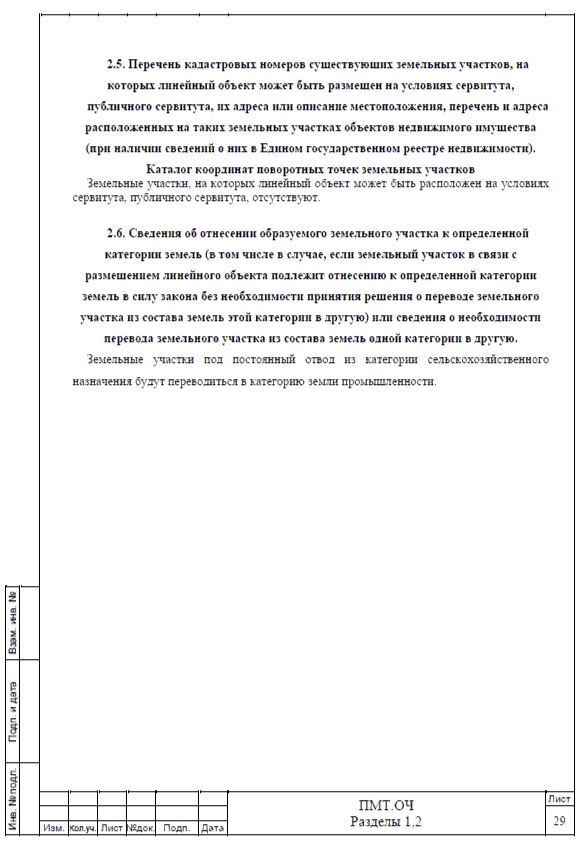 2.5. Перечень кадастровых номеров существующих земельных участков, на
которых линейный объект может быть размещен на условиях сервитута,
публичного сервитута, их адреса или описание местоположения, перечень и адреса
расположенных на таких земельных участках объектов недвижимого имущества
(при наличии сведений о них в Едином государственном реестре недвижимости).
Каталог координат поворотных точек земельных участков
Земельные участки, на которых линейный объект может быть расположен на условиях
сервитута, публичного сервитута, отсутствуют.
2.6. Сведения об отнесении образуемого земельного участка к определенной
категории земель (в том числе в случае, если земельный участок в связи с
размещением линейного объекта подлежит отнесению к определенной категории
земель в силу закона без необходимости принятия решения о переводе земельного
участка из состава земель этой категории в другую) или сведения о необходимости
перевода земельного участка из состава земель одной категории в другую.
Земельные участки под постоянный отвод из категории сельскохозяйственного
назначения будут переводиться в категорию земли промышленности.
Взам. инв. №
Подп. и дата
Инв. № подл.
Изм. Кол.уч. Лист №док. Подп. Дата
ПМТ.ОЧ
Разделы 1,2
Лист
29